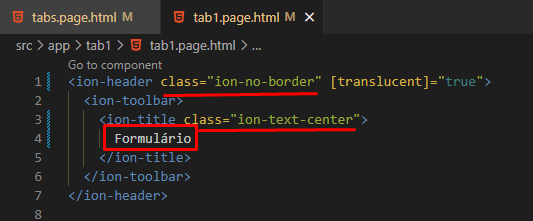 tabs.page.html M
tab1.page.html M ×
src > app > tab1 > tab1.page.html > ...
Go to component
1 <ion-header class="ion-no-border" [translucent]="true">
2 <ion-toolbar>
3 <ion-title class="ion-text-center">
4 Formulário
5 </ion-title>
6 </ion-toolbar>
7 </ion-header>